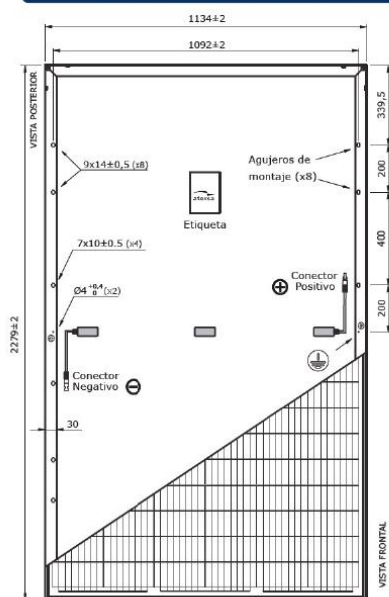 1134±2
1092±2
VISTA POSTERIOR
339,5
9x14±0,5 (x8)
Agujeros de
montaje (x8)
200
atersa
Etiqueta
400
7x10±0.5 (x4)
Conector
Positivo
Ø4 +0,4 0 (x2)
200
2279±2
Conector
Negativo
30
VISTA FRONTAL